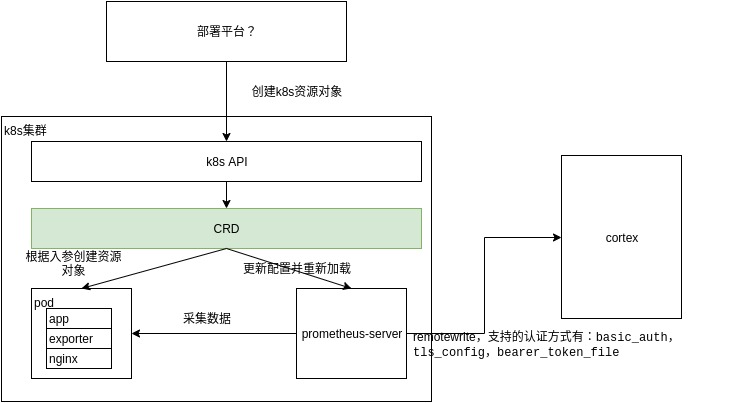 部署平台？
创建k8s资源对象
k8s集群
k8s API
CRD
根据入参创建资源
对象
更新配置并重新加载
pod
app
exporter
nginx
采集数据
prometheus-server
cortex
remotewrite，支持的认证方式有：basic_auth，
tls_config，bearer_token_file